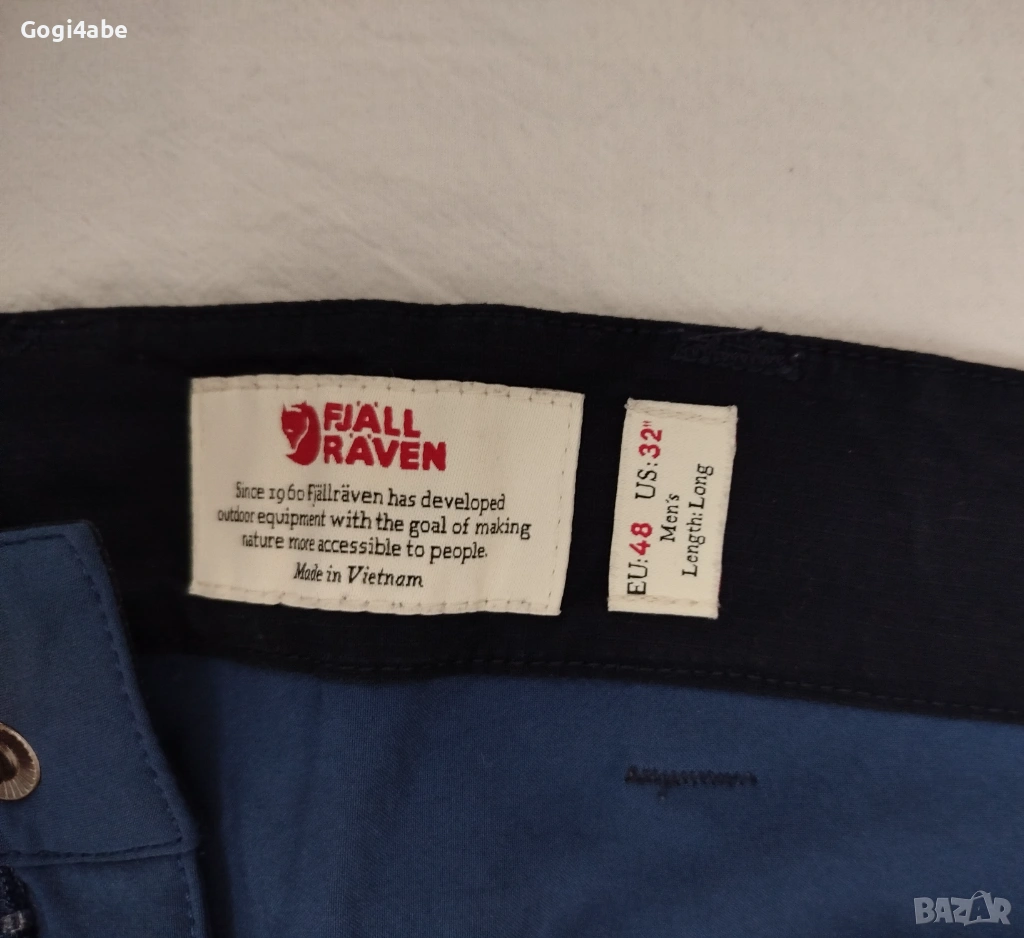 Gogi4abe
FJÄLL
RÄVEN
Since 1960 Fjällräven has developed
outdoor equipment with the goal of making
nature more accessible to people.
Made in Vietnam
EU:48 US:32"
Men's
Length: Long
BAZAR